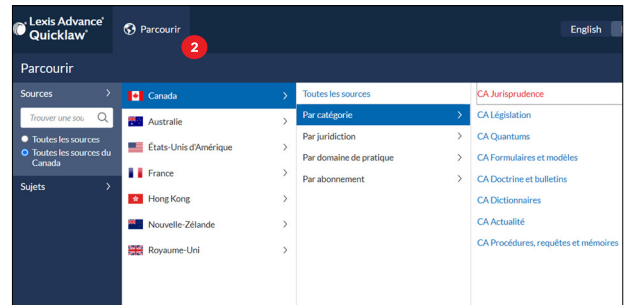 Lexis Advance®
Quicklaw®
Parcourir
2
English
Parcourir
Sources
Trouver une sou
Toutes les sources
Toutes les sources du
Canada
Sujets
Canada
Australie
États-Unis d'Amérique
France
Hong Kong
Nouvelle-Zélande
Royaume-Uni
Toutes les sources
Par catégorie
Par juridiction
Par domaine de pratique
Par abonnement
CA Jurisprudence
CA Législation
CA Quantums
CA Formulaires et modèles
CA Doctrine et bulletins
CA Dictionnaires
CA Actualité
CA Procédures, requêtes et mémoires